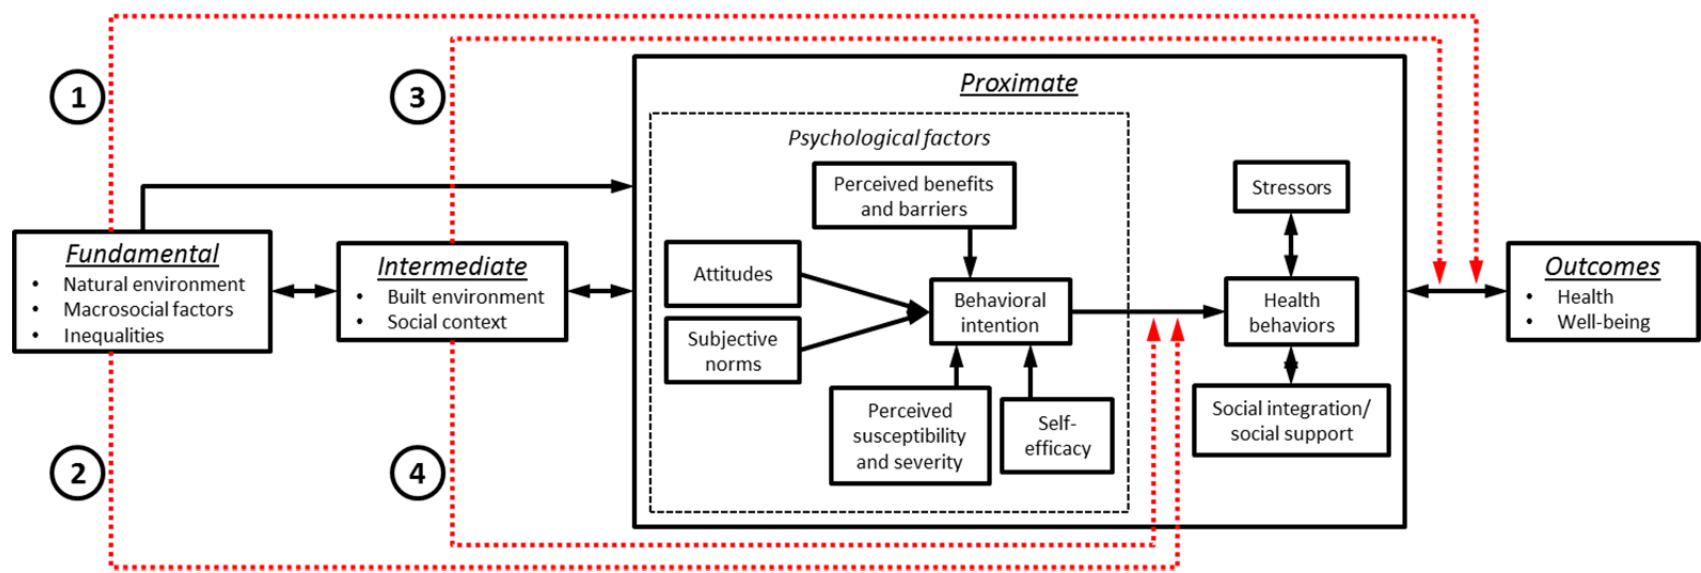 1
3
2
4
Fundamental
• Natural environment
• Macrosocial factors
• Inequalities
Intermediate
• Built environment
• Social context
Proximate
Psychological factors
Perceived benefits
and barriers
Attitudes
Subjective
norms
Behavioral
intention
Perceived
susceptibility
and severity
Self-
efficacy
Stressors
Health
behaviors
Social integration/
social support
Outcomes
• Health
• Well-being